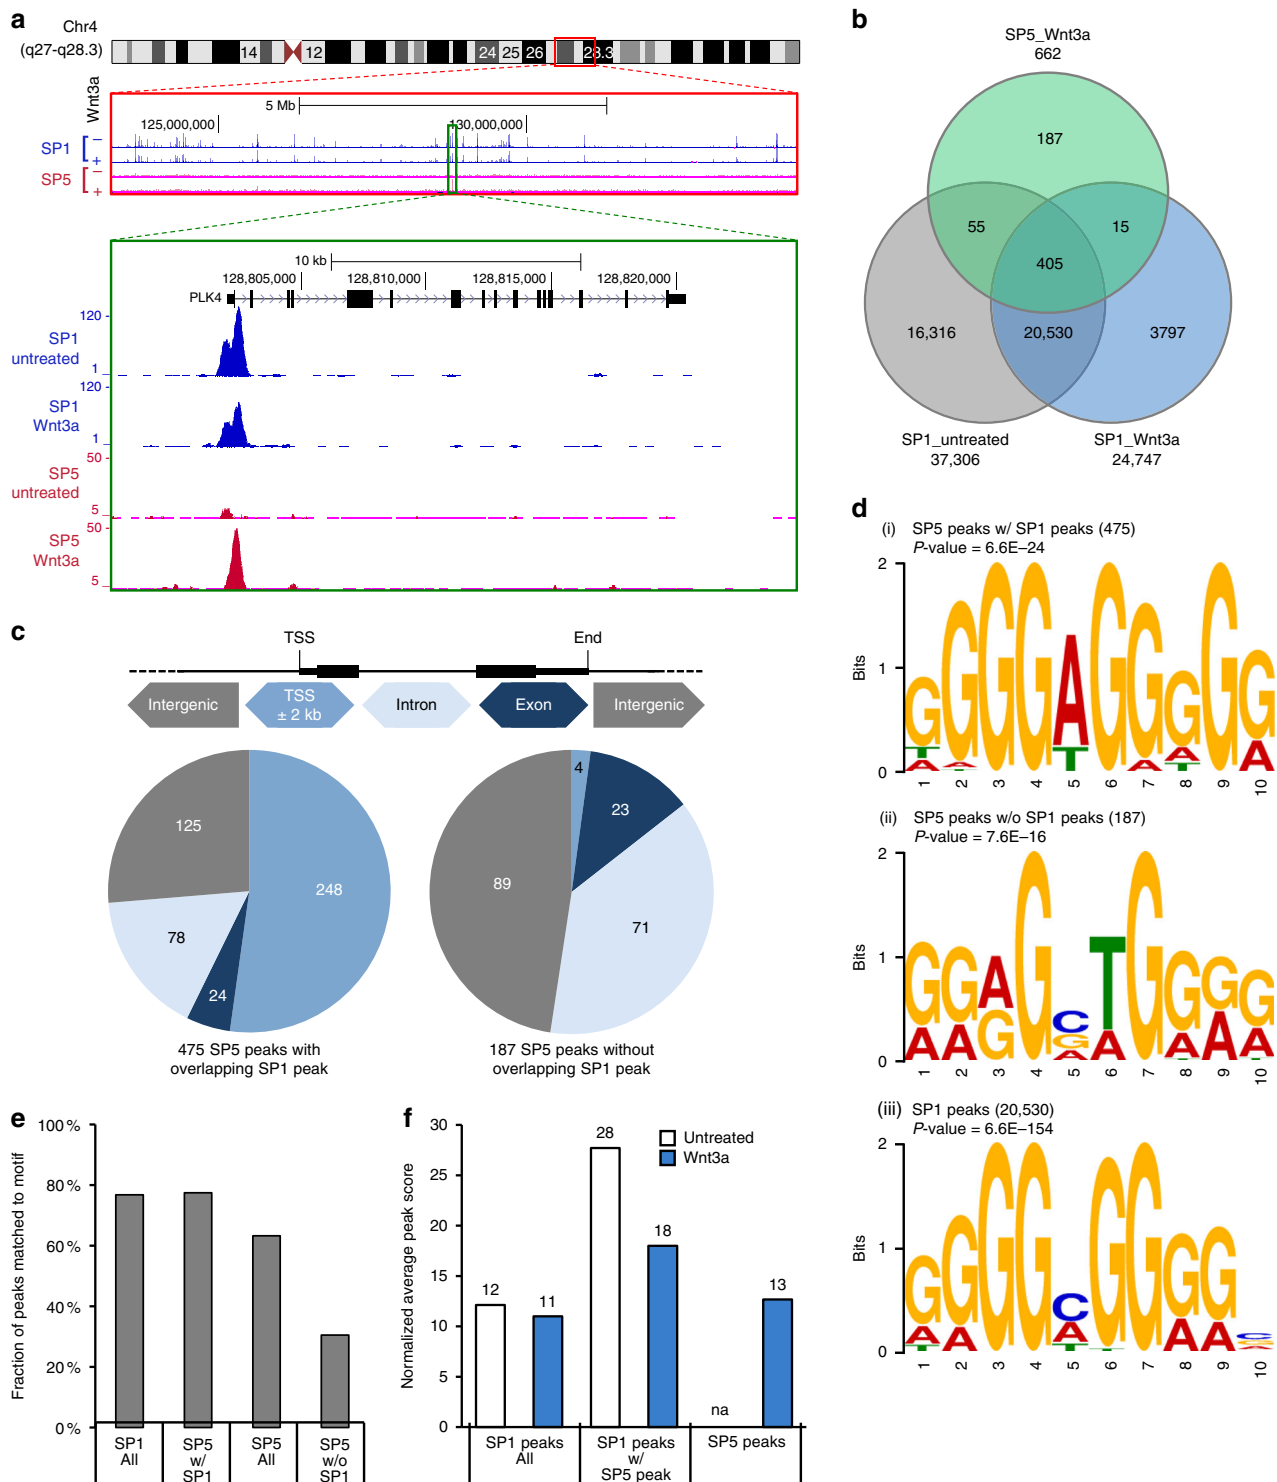 a
Chr4
(q27-q28.3)
14
12
24
25
26
28.3
Wnt3a
5 Mb
125,000,000
130,000,000
SP1
−
+
SP5
−
+
10 kb
128,805,000
128,810,000
128,815,000
128,820,000
PLK4
120
SP1
untreated
1
120
SP1
Wnt3a
1
50
SP5
untreated
5
50
SP5
Wnt3a
5
b
SP5_Wnt3a
662
187
55
15
405
16,316
20,530
3797
SP1_untreated
37,306
SP1_Wnt3a
24,747
c
TSS
End
Intergenic
TSS
± 2 kb
Intron
Exon
Intergenic
125
248
78
24
475 SP5 peaks with
overlapping SP1 peak
4
23
89
71
187 SP5 peaks without
overlapping SP1 peak
d
(i) SP5 peaks w/ SP1 peaks (475)
P-value = 6.6E–24
2
1
0
Bits
G T A
G A T
G
G
A T
G
G A
G A T
G
G A
1 2 3 4 5 6 7 8 9 10
(ii) SP5 peaks w/o SP1 peaks (187)
P-value = 7.6E–16
2
1
0
Bits
G A
G A
A G
G
C G A
T A
G
G A
G A
G A
1 2 3 4 5 6 7 8 9 10
(iii) SP1 peaks (20,530)
P-value = 6.6E–154
2
1
0
Bits
G A T
G A
G
G
C A T
G
G
G A
G A
C G A
1 2 3 4 5 6 7 8 9 10
e
Fraction of peaks matched to motif
100 %
80 %
60 %
40 %
20 %
0 %
SP1
All
SP5
w/
SP1
SP5
All
SP5
w/o
SP1
f
Normalized average peak score
30
25
20
15
10
5
0
Untreated
Wnt3a
12
11
28
18
na
13
SP1 peaks
All
SP1 peaks
w/
SP5 peak
SP5 peaks